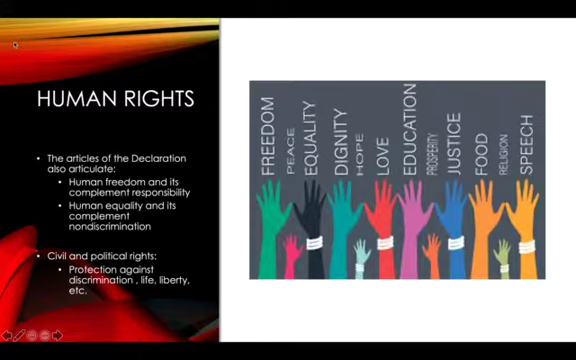 HUMAN RIGHTS
• The articles of the Declaration
also articulate:
• Human freedom and its
complement responsibility
• Human equality and its
complement
nondiscrimination
• Civil and political rights:
• Protection against
discrimination , life, liberty,
etc.
FREEDOM
PEACE
EQUALITY
DIGNITY
HOPE
LOVE
EDUCATION
PROSPERITY
JUSTICE
FOOD
RELIGION
SPEECH